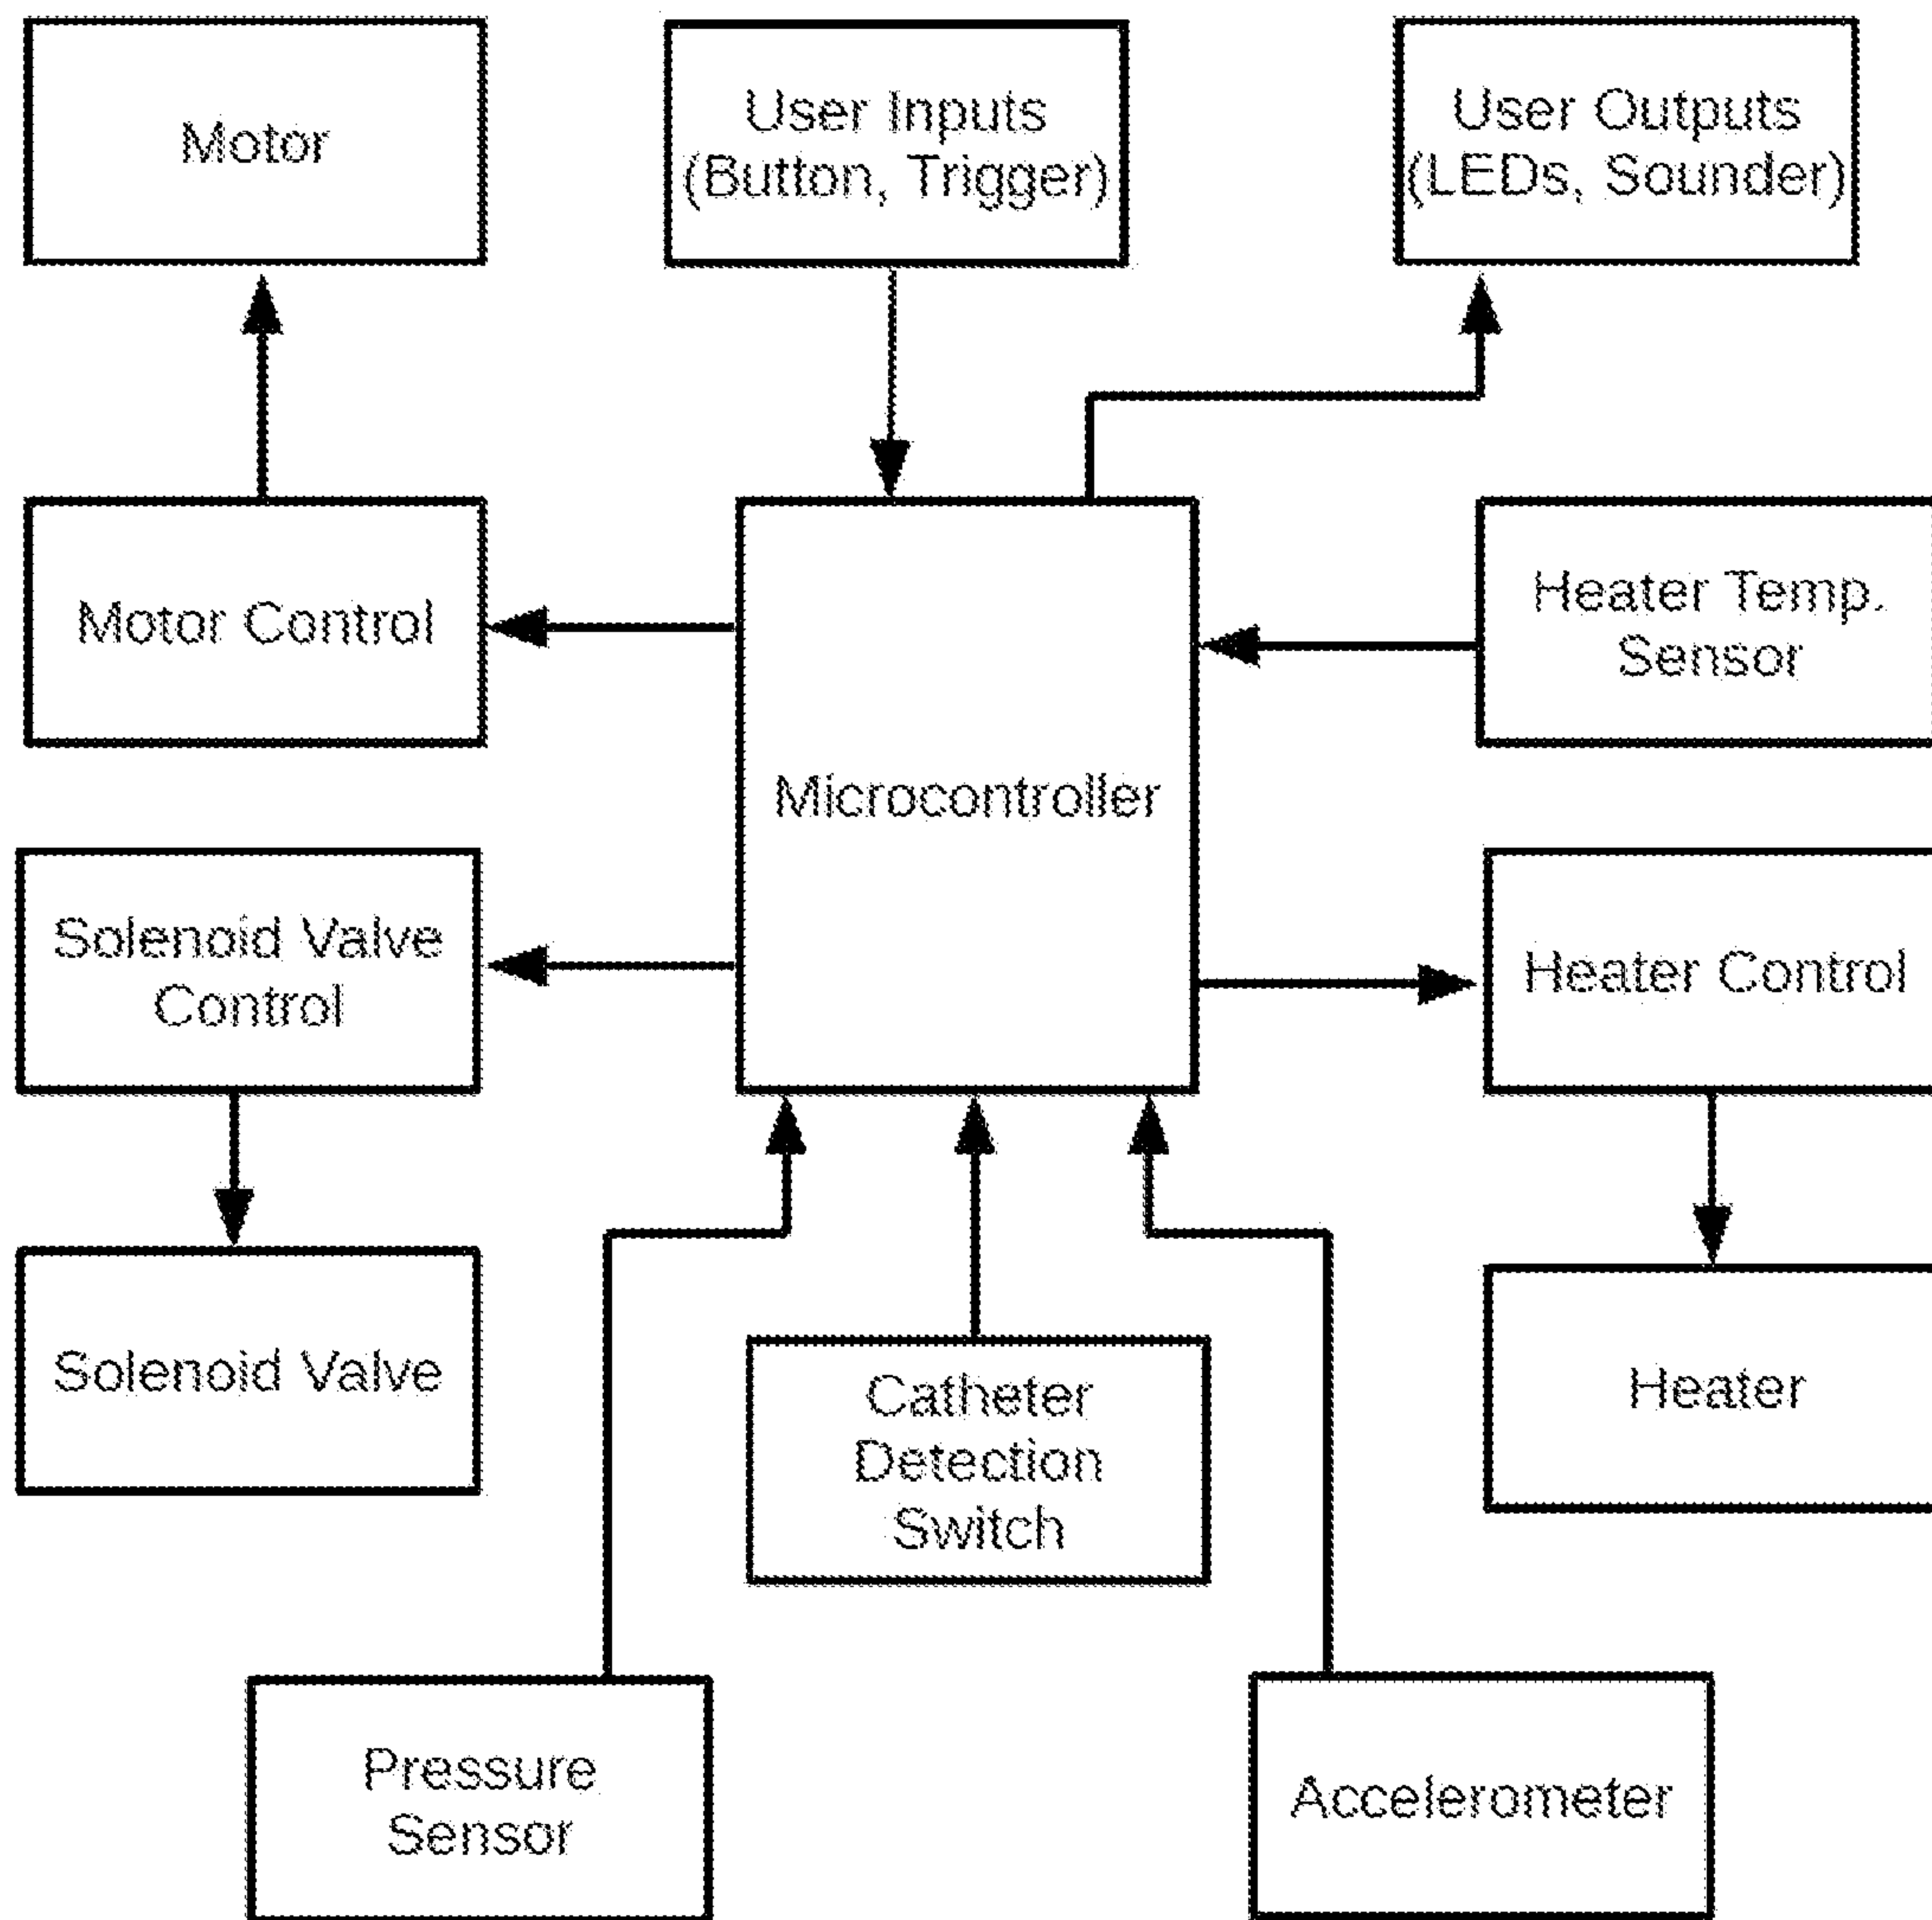 Motor
User Inputs
(Button, Trigger)
User Outputs
(LEDs, Sounder)
Motor Control
Microcontroller
Heater Temp.
Sensor
Solenoid Valve
Control
Heater Control
Solenoid Valve
Catheter
Detection
Switch
Heater
Pressure
Sensor
Accelerometer